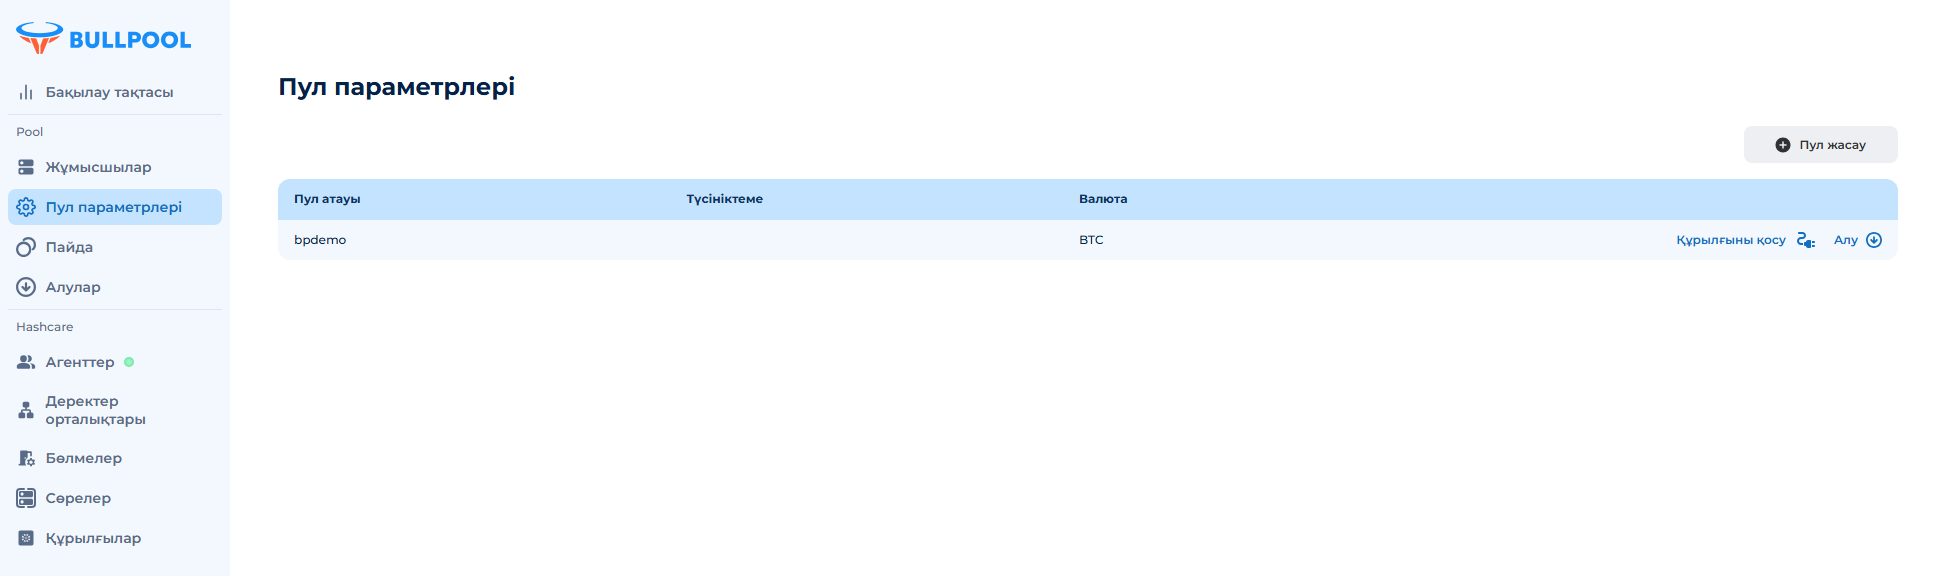 BULLPOOL
Бақылау тақтасы
Pool
Жұмысшылар
Пул параметрлері
Пайда
Алулар
Hashcare
Агенттер
Деректер
орталықтары
Бөлмелер
Сөрелер
Құрылғылар
Пул параметрлері
Пул жасау
Пул атауы Түсініктеме Валюта
bpdemo BTC Құрылғыны қосу Алу